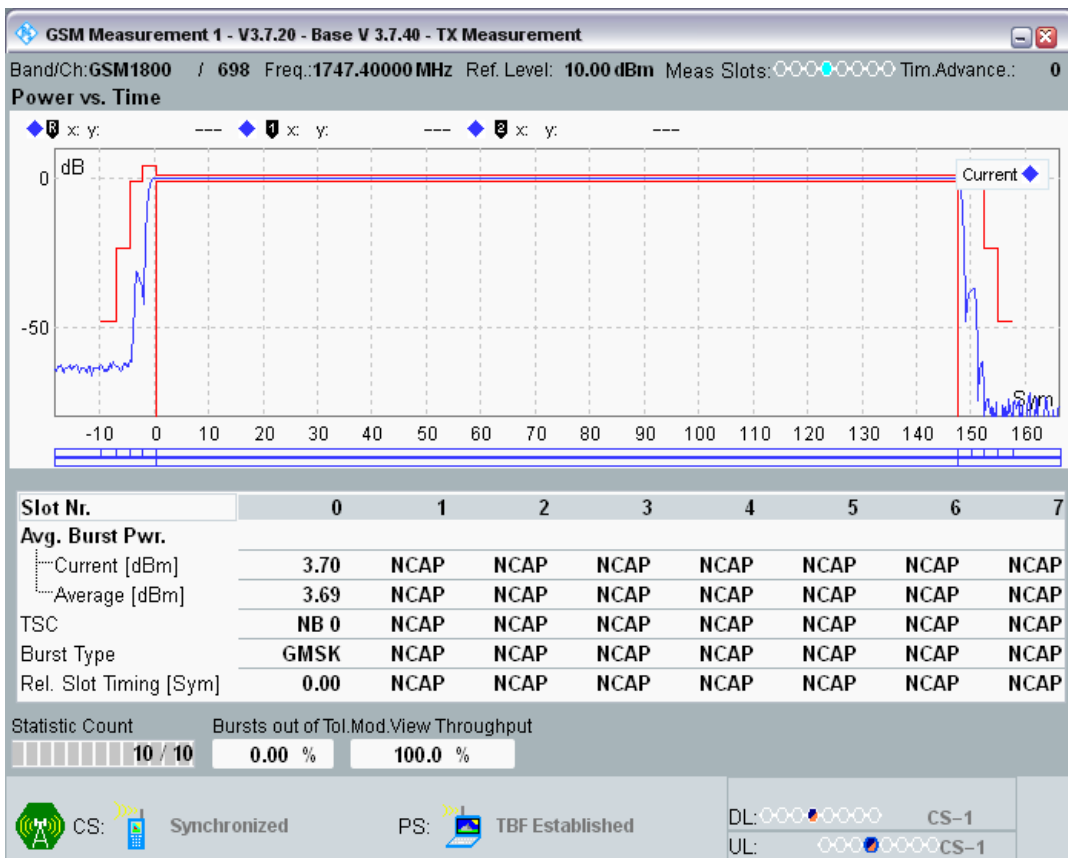 GSM Measurement 1 - V3.7.20 - Base V 3.7.40 - TX Measurement
Band/Ch:GSM1800 / 698 Freq.:1747.40000 MHz Ref. Level: 10.00 dBm Meas Slots: Tim.Advance.: 0
Power vs. Time
R x: y: --- 1 x: y: --- 2 x: y: ---
dB
Current
0
-50
Sym
-10 0 10 20 30 40 50 60 70 80 90 100 110 120 130 140 150 160
Slot Nr. 0 1 2 3 4 5 6 7
Avg. Burst Pwr.
Current [dBm] 3.70 NCAP NCAP NCAP NCAP NCAP NCAP NCAP
Average [dBm] 3.69 NCAP NCAP NCAP NCAP NCAP NCAP NCAP
TSC NB 0 NCAP NCAP NCAP NCAP NCAP NCAP NCAP
Burst Type GMSK NCAP NCAP NCAP NCAP NCAP NCAP NCAP
Rel. Slot Timing [Sym] 0.00 NCAP NCAP NCAP NCAP NCAP NCAP NCAP
Statistic Count Bursts out of Tol.Mod.View Throughput
10 / 10 0.00 % 100.0 %
CS: Synchronized PS: TBF Established DL: CS-1
UL: CS-1